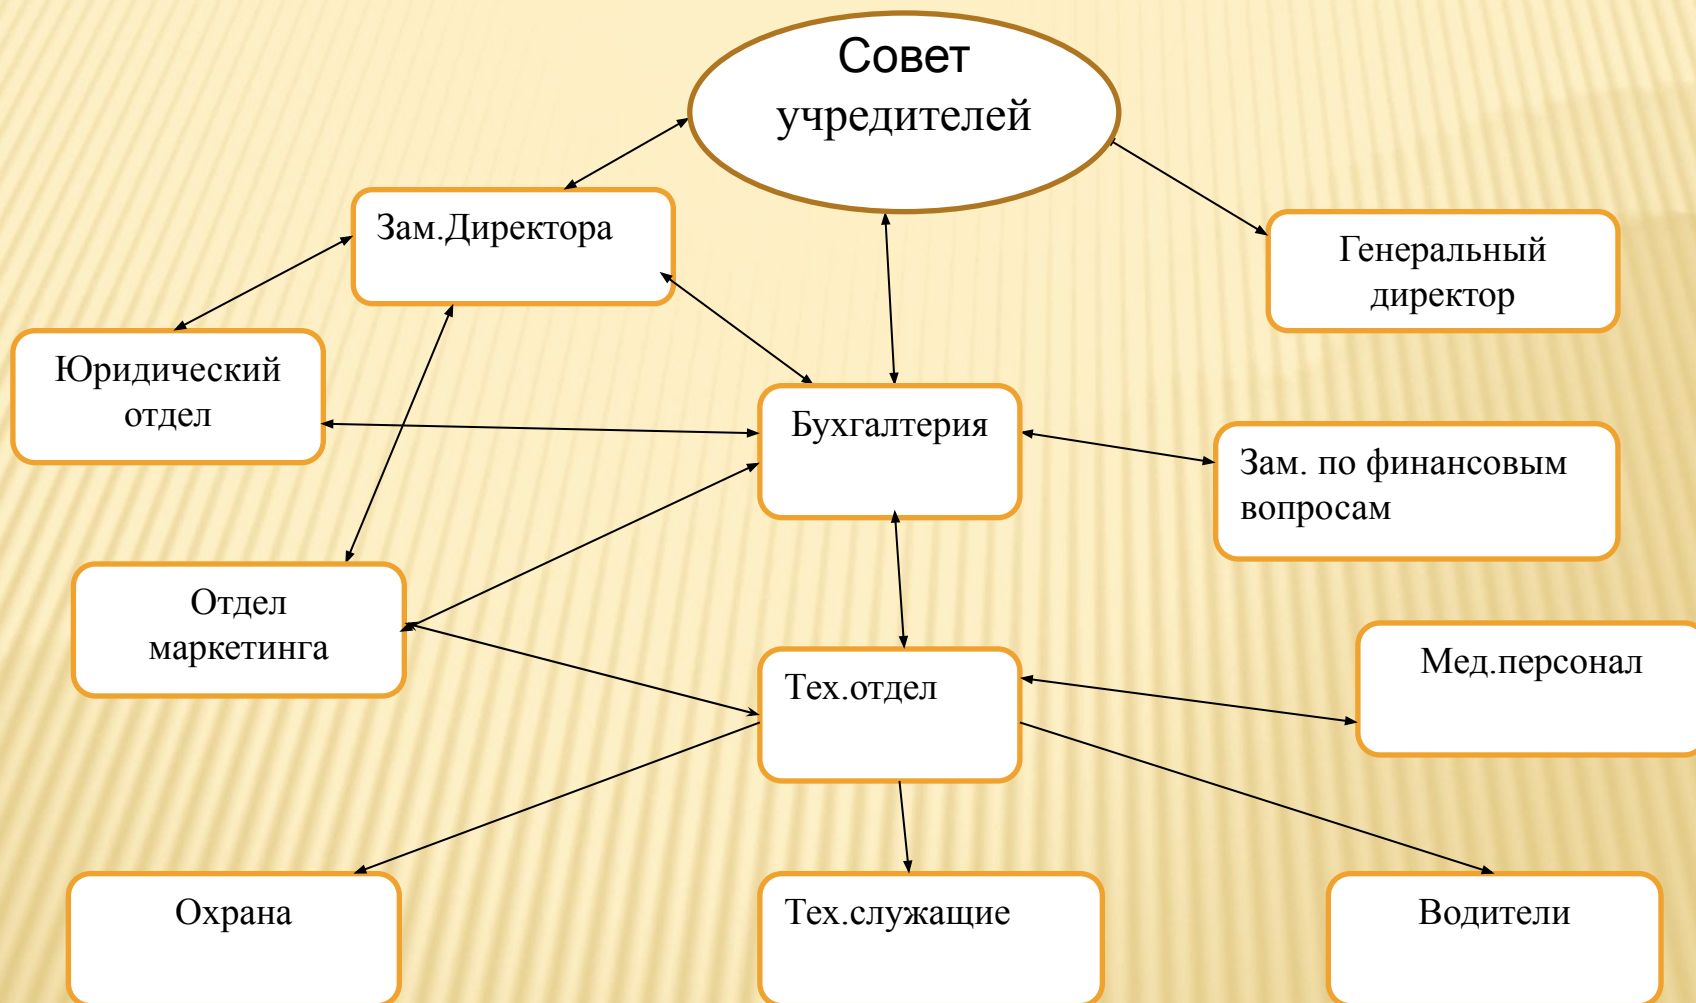 Совет
учредителей
Зам.Директора
Генеральный
директор
Юридический
отдел
Бухгалтерия
Зам. по финансовым
вопросам
Отдел
маркетинга
Тех.отдел
Мед.персонал
Охрана
Тех.служащие
Водители